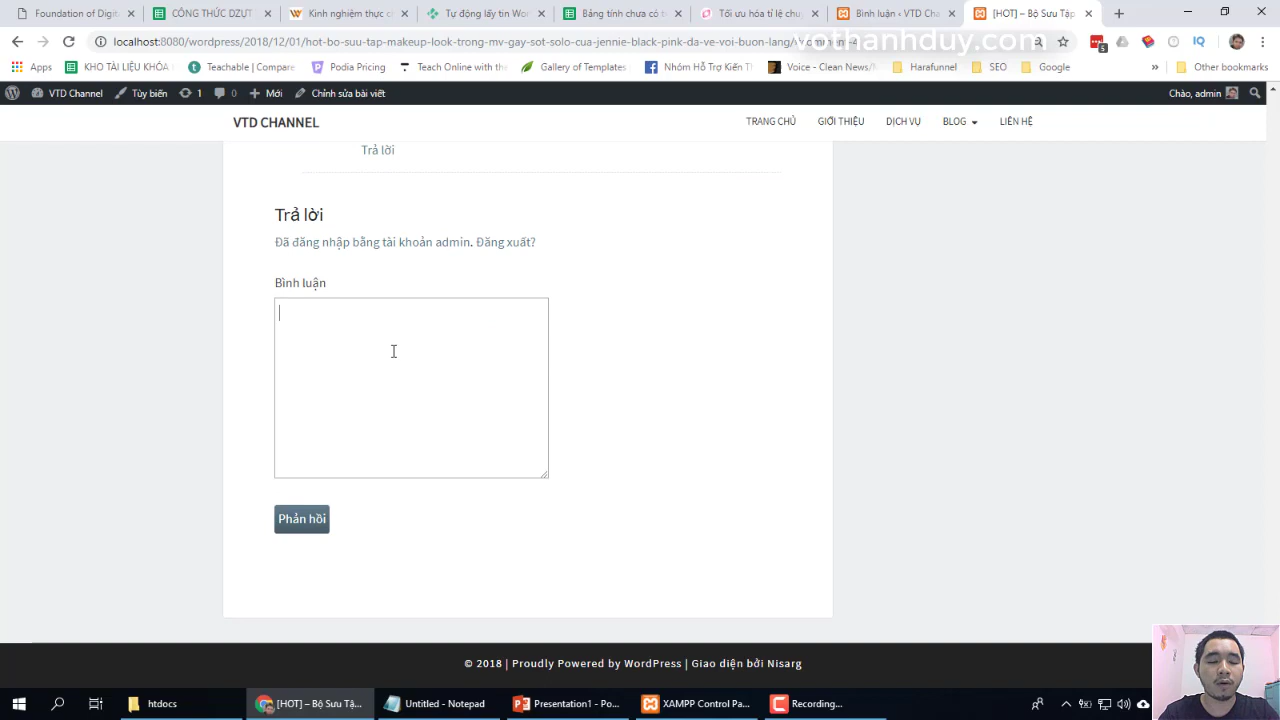 Foundation of Digit
CÔNG THỨC DZỰT
Kinh nghiệm thực c
Tự động lấy tin Wor
Bảng tính chưa có t
Tối ưu hóa tỉ lệ chuy
Bình luận ‹ VTD Chan
[HOT] – Bộ Sưu Tập
localhost:8080/wordpress/2018/12/01/hot-bo-suu-tap-makeup-look-trong-mv-gay-st-solo-cua-jennie-black-pink-da-ve-voi-buon-lang/#comment-4
vothanhduy.com
Apps
KHO TÀI LIỆU KHÓA
Teachable | Compare
Podia Pricing
Teach Online with the
Gallery of Templates
Nhóm Hỗ Trợ Kiến T
Voice - Clean News/M
Harafunnel
SEO
Google
»
Other bookmarks
VTD Channel
Tùy biến
1
0
Mới
Chỉnh sửa bài viết
Chào, admin
VTD CHANNEL
TRANG CHỦ
GIỚI THIỆU
DỊCH VỤ
BLOG
LIÊN HỆ
Trả lời
Trả lời
Đã đăng nhập bằng tài khoản admin. Đăng xuất?
Bình luận
Phản hồi
© 2018 | Proudly Powered by WordPress | Giao diện bởi Nisarg
htdocs
[HOT] – Bộ Sưu Tậ...
Untitled - Notepad
Presentation1 - Po...
XAMPP Control Pa...
Recording...